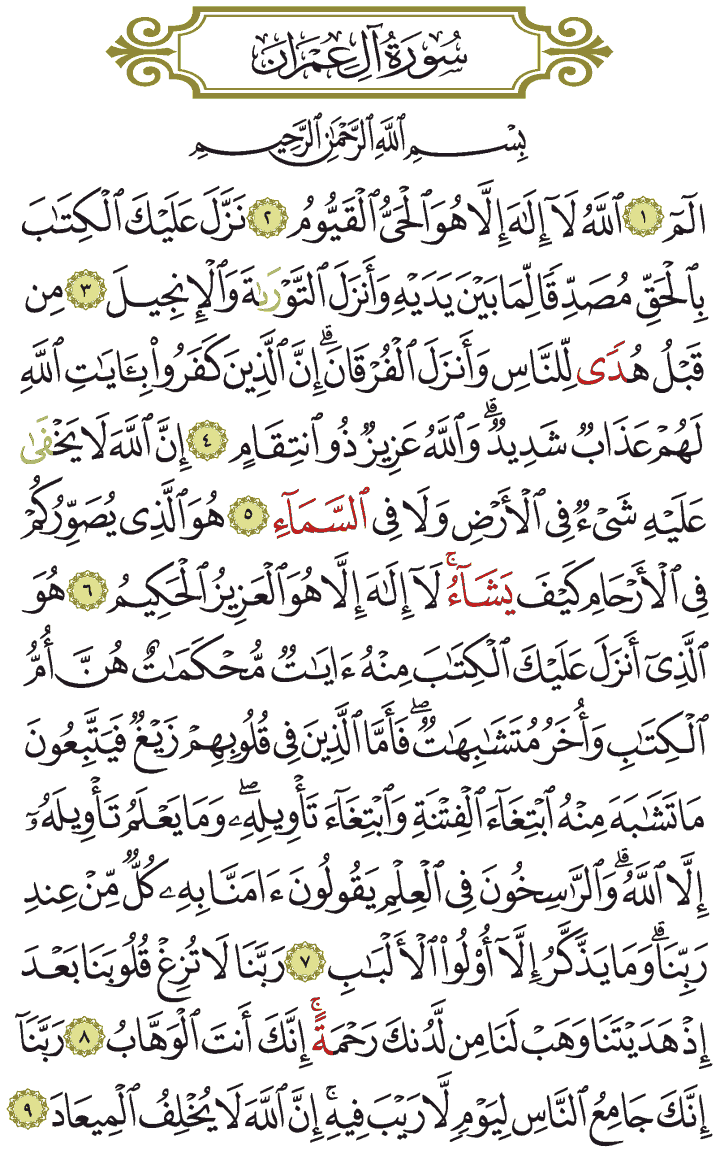 سُورَةُ آلِ عِمْرَان
بِسْمِ ٱللَّهِ ٱلرَّحْمَٰنِ ٱلرَّحِيمِ
الٓمٓ ١ ٱللَّهُ لَآ إِلَٰهَ إِلَّا هُوَ ٱلْحَىُّ ٱلْقَيُّومُ ٢ نَزَّلَ عَلَيْكَ ٱلْكِتَٰبَ
بِٱلْحَقِّ مُصَدِّقًا لِّمَا بَيْنَ يَدَيْهِ وَأَنزَلَ ٱلتَّوْرَىٰةَ وَٱلْإِنجِيلَ ٣ مِن
قَبْلُ هُدًى لِّلنَّاسِ وَأَنزَلَ ٱلْفُرْقَانَ ۗ إِنَّ ٱلَّذِينَ كَفَرُوا۟ بِـَٔايَٰتِ ٱللَّهِ
لَهُمْ عَذَابٌ شَدِيدٌ ۗ وَٱللَّهُ عَزِيزٌ ذُو ٱنتِقَامٍ ٤ إِنَّ ٱللَّهَ لَا يَخْفَىٰ
عَلَيْهِ شَىْءٌ فِى ٱلْأَرْضِ وَلَا فِى ٱلسَّمَآءِ ٥ هُوَ ٱلَّذِى يُصَوِّرُكُمْ
فِى ٱلْأَرْحَامِ كَيْفَ يَشَآءُ ۚ لَآ إِلَٰهَ إِلَّا هُوَ ٱلْعَزِيزُ ٱلْحَكِيمُ ٦ هُوَ
ٱلَّذِىٓ أَنزَلَ عَلَيْكَ ٱلْكِتَٰبَ مِنْهُ ءَايَٰتٌ مُّحْكَمَٰتٌ هُنَّ أُمُّ
ٱلْكِتَٰبِ وَأُخَرُ مُتَشَٰبِهَٰتٌ ۖ فَأَمَّا ٱلَّذِينَ فِى قُلُوبِهِمْ زَيْغٌ فَيَتَّبِعُونَ
مَا تَشَٰبَهَ مِنْهُ ٱبْتِغَآءَ ٱلْفِتْنَةِ وَٱبْتِغَآءَ تَأْوِيلِهِۦ ۖ وَمَا يَعْلَمُ تَأْوِيلَهُۥٓ
إِلَّا ٱللَّهُ ۗ وَٱلرَّٰسِخُونَ فِى ٱلْعِلْمِ يَقُولُونَ ءَامَنَّا بِهِۦ كُلٌّ مِّنْ عِندِ
رَبِّنَا ۗ وَمَا يَذَّكَّرُ إِلَّآ أُو۟لُوا۟ ٱلْأَلْبَٰبِ ٧ رَبَّنَا لَا تُزِغْ قُلُوبَنَا بَعْدَ
إِذْ هَدَيْتَنَا وَهَبْ لَنَا مِن لَّدُنكَ رَحْمَةً ۚ إِنَّكَ أَنتَ ٱلْوَهَّابُ ٨ رَبَّنَآ
إِنَّكَ جَامِعُ ٱلنَّاسِ لِيَوْمٍ لَّا رَيْبَ فِيهِ ۚ إِنَّ ٱللَّهَ لَا يُخْلِفُ ٱلْمِيعَادَ ٩